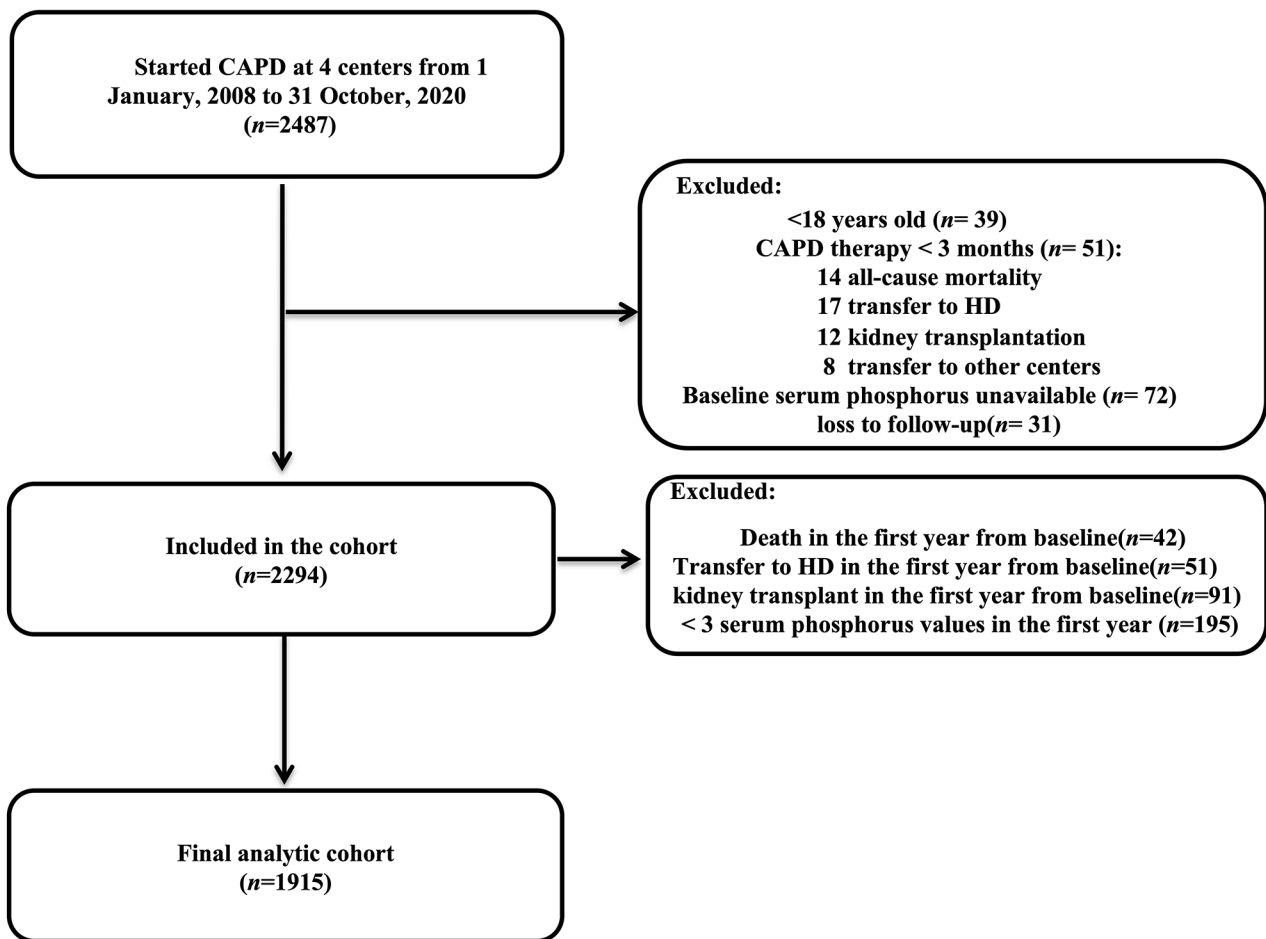 Started CAPD at 4 centers from 1
January, 2008 to 31 October, 2020
(n=2487)
Excluded:
<18 years old (n= 39)
CAPD therapy < 3 months (n= 51):
14 all-cause mortality
17 transfer to HD
12 kidney transplantation
8 transfer to other centers
Baseline serum phosphorus unavailable (n= 72)
loss to follow-up(n= 31)
Included in the cohort
(n=2294)
Excluded:
Death in the first year from baseline(n=42)
Transfer to HD in the first year from baseline(n=51)
kidney transplant in the first year from baseline(n=91)
< 3 serum phosphorus values in the first year (n=195)
Final analytic cohort
(n=1915)